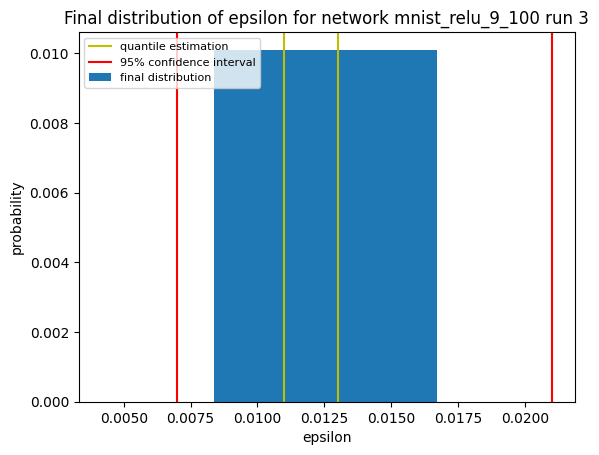 Final distribution of epsilon for network mnist_relu_9_100 run 3
quantile estimation
95% confidence interval
final distribution
probability
0.010
0.008
0.006
0.004
0.002
0.000
0.0050 0.0075 0.0100 0.0125 0.0150 0.0175 0.0200
epsilon